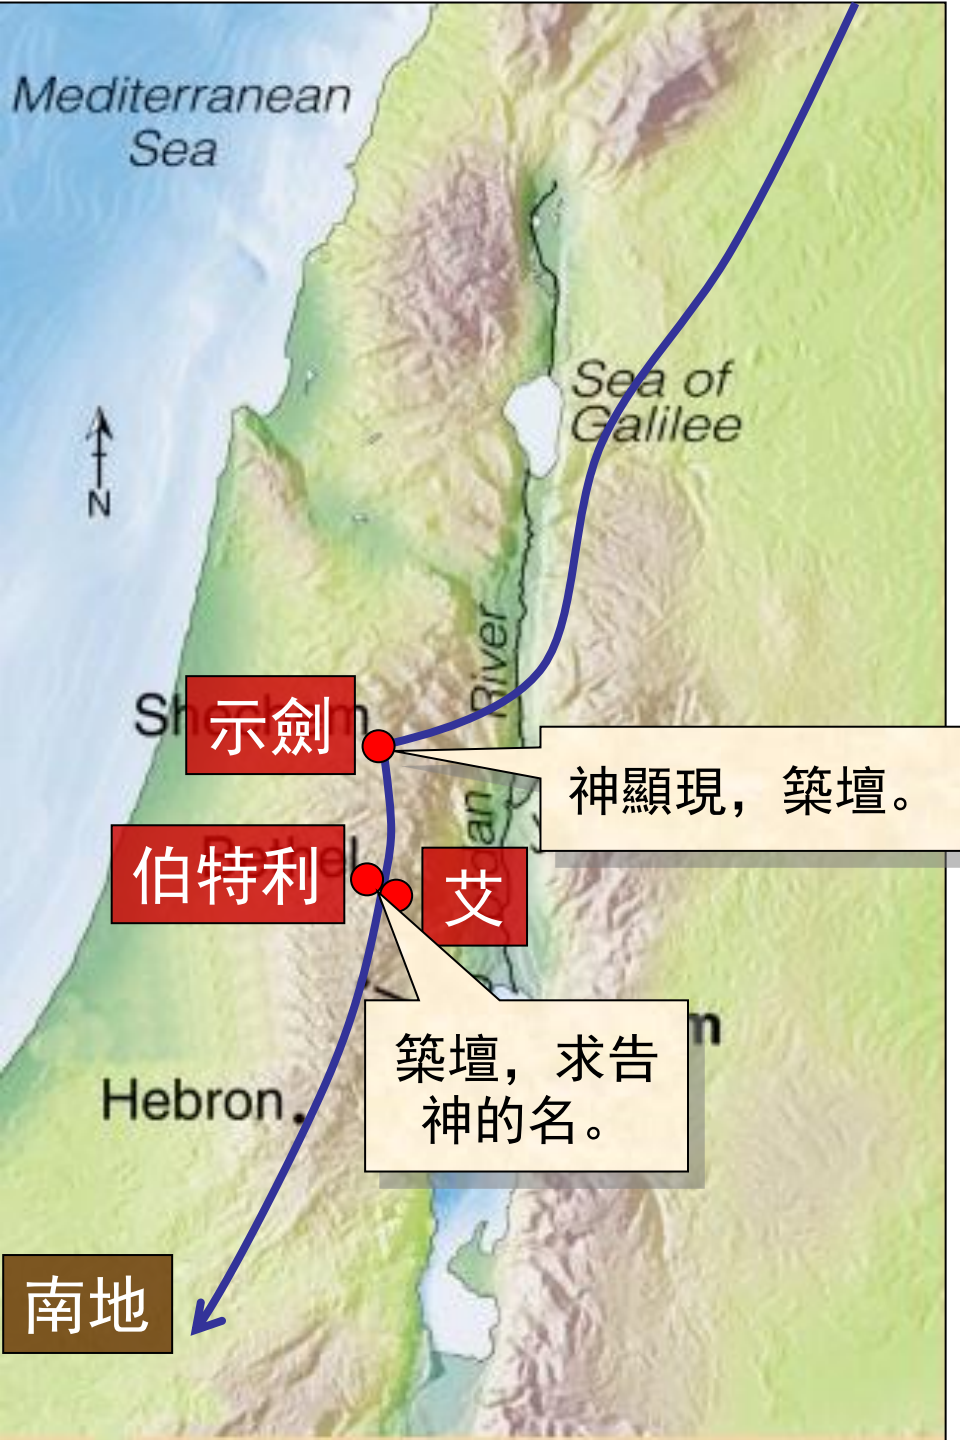 Mediterranean
Sea
Sea of
Galilee
N
River
示劍
神顯現，築壇。
伯特利
艾
築壇，求告
神的名。
Hebron
南地